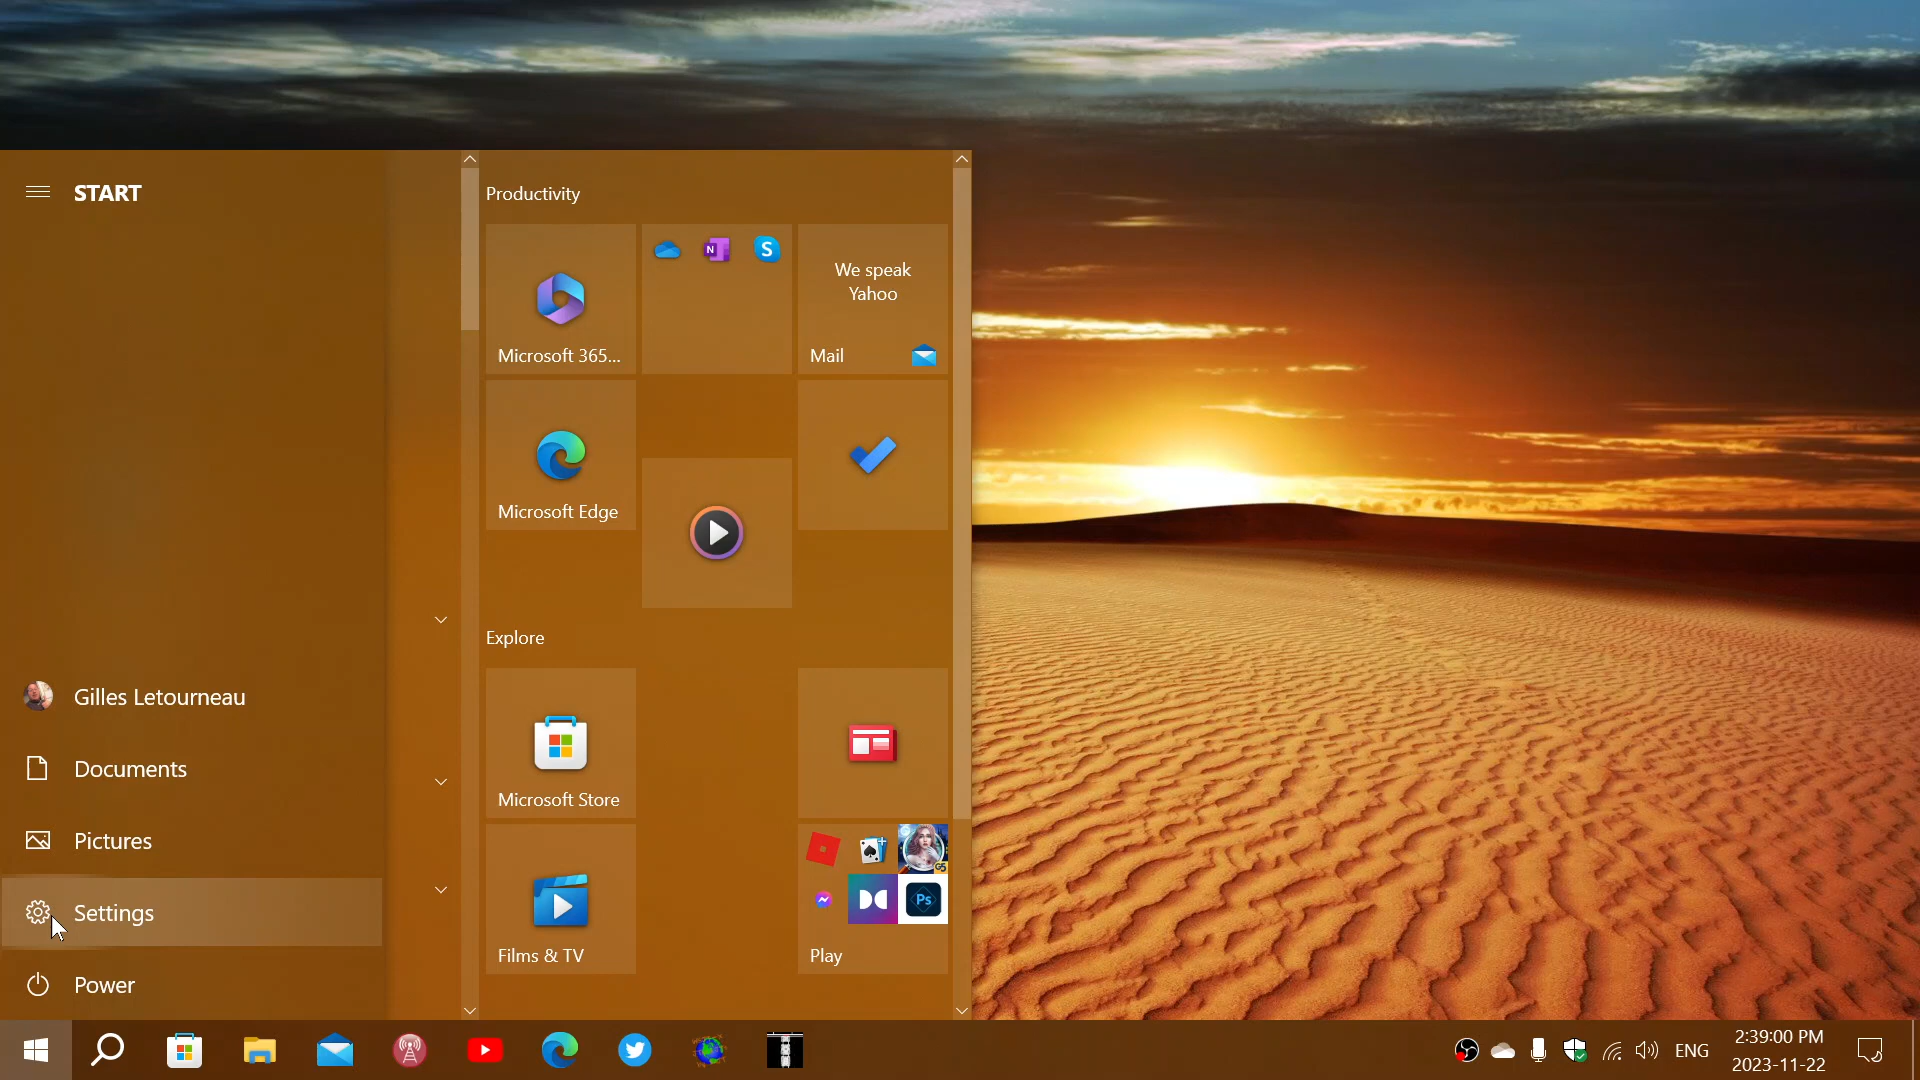 START
Gilles Letourneau
Documents
Pictures
Settings
Power
Productivity
Microsoft 365...
N
S
We speak
Yahoo
Mail
Microsoft Edge
Explore
Microsoft Store
Films & TV
Ps
Play
ENG
2:39:00 PM
2023-11-22